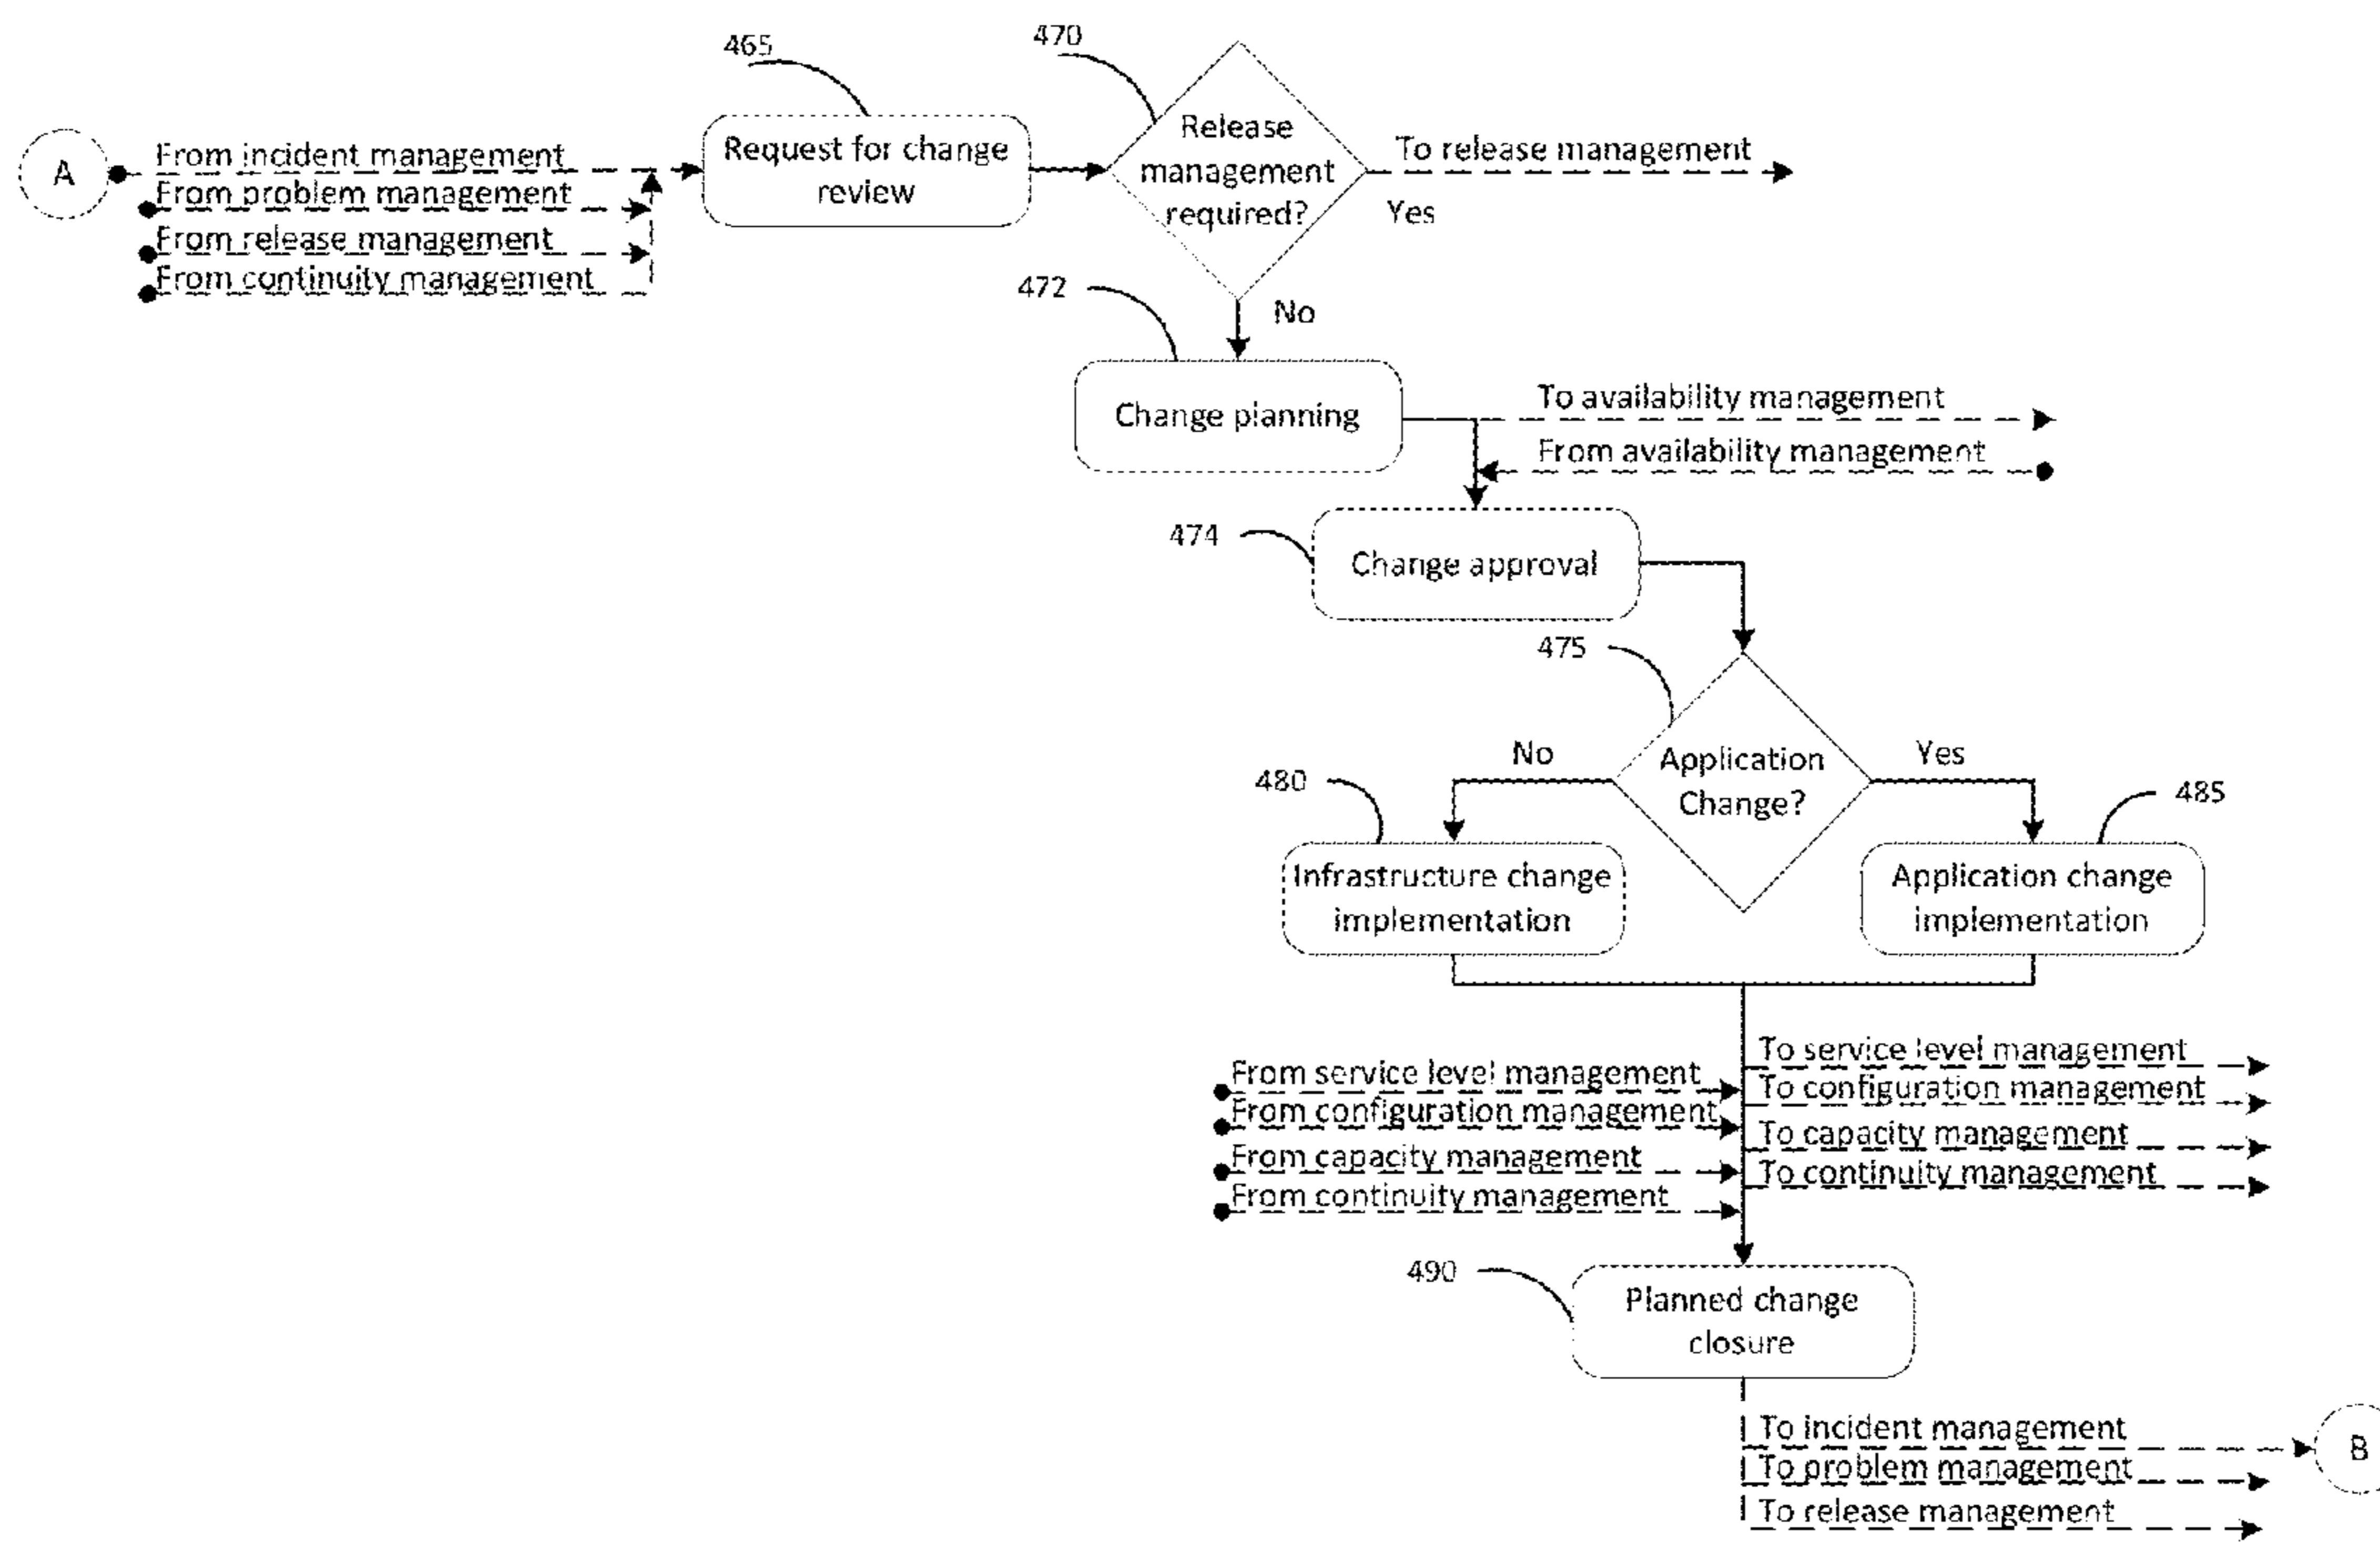 465
470
A
From incident management
From problem management
From release management
From continuity management
Request for change
review
Release
management
required?
To release management
Yes
472
No
Change planning
To availability management
From availability management
474
Change approval
475
Application
Change?
No
Yes
480
485
Infrastructure change
implementation
Application change
implementation
From service level management
From configuration management
From capacity management
From continuity management
To service level management
To configuration management
To capacity management
To continuity management
490
Planned change
closure
To incident management
To problem management
To release management
B